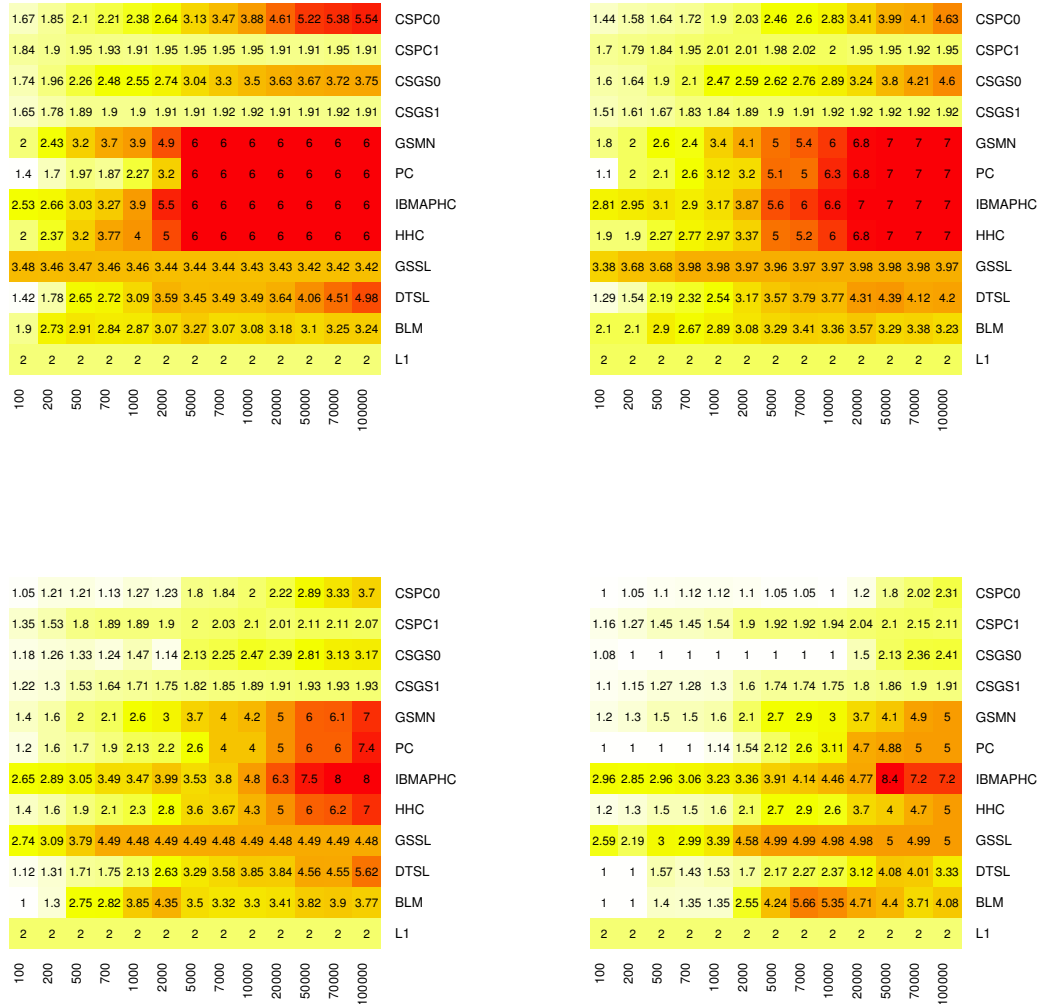 1.67 1.85 2.1 2.21 2.38 2.64 3.13 3.47 3.88 4.61 5.22 5.38 5.54 CSPC0
1.84 1.9 1.95 1.93 1.91 1.95 1.95 1.95 1.95 1.91 1.91 1.95 1.91 CSPC1
1.74 1.96 2.26 2.48 2.55 2.74 3.04 3.3 3.5 3.63 3.67 3.72 3.75 CSGS0
1.65 1.78 1.89 1.9 1.9 1.91 1.91 1.92 1.92 1.91 1.91 1.92 1.91 CSGS1
2 2.43 3.2 3.7 3.9 4.9 6 6 6 6 6 6 6 GSMN
1.4 1.7 1.97 1.87 2.27 3.2 6 6 6 6 6 6 6 PC
2.53 2.66 3.03 3.27 3.9 5.5 6 6 6 6 6 6 6 IBMAPHC
2 2.37 3.2 3.77 4 5 6 6 6 6 6 6 6 HHC
3.48 3.46 3.47 3.46 3.46 3.44 3.44 3.44 3.43 3.43 3.42 3.42 3.42 GSSL
1.42 1.78 2.65 2.72 3.09 3.59 3.45 3.49 3.49 3.64 4.06 4.51 4.98 DTSL
1.9 2.73 2.91 2.84 2.87 3.07 3.27 3.07 3.08 3.18 3.1 3.25 3.24 BLM
2 2 2 2 2 2 2 2 2 2 2 2 2 L1
100 200 500 700 1000 2000 5000 7000 10000 20000 50000 70000 100000
1.44 1.58 1.64 1.72 1.9 2.03 2.46 2.6 2.83 3.41 3.99 4.1 4.63 CSPC0
1.7 1.79 1.84 1.95 2.01 2.01 1.98 2.02 2 1.95 1.95 1.92 1.95 CSPC1
1.6 1.64 1.9 2.1 2.47 2.59 2.62 2.76 2.89 3.24 3.8 4.21 4.6 CSGS0
1.51 1.61 1.67 1.83 1.84 1.89 1.9 1.91 1.92 1.92 1.92 1.92 1.92 CSGS1
1.8 2 2.6 2.4 3.4 4.1 5 5.4 6 6.8 7 7 7 GSMN
1.1 2 2.1 2.6 3.12 3.2 5.1 5 6.3 6.8 7 7 7 PC
2.81 2.95 3.1 2.9 3.17 3.87 5.6 6 6.6 7 7 7 7 IBMAPHC
1.9 1.9 2.27 2.77 2.97 3.37 5 5.2 6 6.8 7 7 7 HHC
3.38 3.68 3.68 3.98 3.98 3.97 3.96 3.97 3.97 3.98 3.98 3.98 3.97 GSSL
1.29 1.54 2.19 2.32 2.54 3.17 3.57 3.79 3.77 4.31 4.39 4.12 4.2 DTSL
2.1 2.1 2.9 2.67 2.89 3.08 3.29 3.41 3.36 3.57 3.29 3.38 3.23 BLM
2 2 2 2 2 2 2 2 2 2 2 2 2 L1
100 200 500 700 1000 2000 5000 7000 10000 20000 50000 70000 100000
1.05 1.21 1.21 1.13 1.27 1.23 1.8 1.84 2 2.22 2.89 3.33 3.7 CSPC0
1.35 1.53 1.8 1.89 1.89 1.9 2 2.03 2.1 2.01 2.11 2.11 2.07 CSPC1
1.18 1.26 1.33 1.24 1.47 1.14 2.13 2.25 2.47 2.39 2.81 3.13 3.17 CSGS0
1.22 1.3 1.53 1.64 1.71 1.75 1.82 1.85 1.89 1.91 1.93 1.93 1.93 CSGS1
1.4 1.6 2 2.1 2.6 3 3.7 4 4.2 5 6 6.1 7 GSMN
1.2 1.6 1.7 1.9 2.13 2.2 2.6 4 4 5 6 6 7.4 PC
2.65 2.89 3.05 3.49 3.47 3.99 3.53 3.8 4.8 6.3 7.5 8 8 IBMAPHC
1.4 1.6 1.9 2.1 2.3 2.8 3.6 3.67 4.3 5 6 6.2 7 HHC
2.74 3.09 3.79 4.49 4.48 4.49 4.48 4.49 4.48 4.49 4.49 4.49 4.48 GSSL
1.12 1.31 1.71 1.75 2.13 2.63 3.29 3.58 3.85 3.84 4.56 4.55 5.62 DTSL
1 1.3 2.75 2.82 3.85 4.35 3.5 3.32 3.3 3.41 3.82 3.9 3.77 BLM
2 2 2 2 2 2 2 2 2 2 2 2 2 L1
100 200 500 700 1000 2000 5000 7000 10000 20000 50000 70000 100000
1 1.05 1.1 1.12 1.12 1.1 1.05 1.05 1 1.2 1.8 2.02 2.31 CSPC0
1.16 1.27 1.45 1.45 1.54 1.9 1.92 1.92 1.94 2.04 2.1 2.15 2.11 CSPC1
1.08 1 1 1 1 1 1 1 1 1.5 2.13 2.36 2.41 CSGS0
1.1 1.15 1.27 1.28 1.3 1.6 1.74 1.74 1.75 1.8 1.86 1.9 1.91 CSGS1
1.2 1.3 1.5 1.5 1.6 2.1 2.7 2.9 3 3.7 4.1 4.9 5 GSMN
1 1 1 1 1.14 1.54 2.12 2.6 3.11 4.7 4.88 5 5 PC
2.96 2.85 2.96 3.06 3.23 3.36 3.91 4.14 4.46 4.77 8.4 7.2 7.2 IBMAPHC
1.2 1.3 1.5 1.5 1.6 2.1 2.7 2.9 2.6 3.7 4 4.7 5 HHC
2.59 2.19 3 2.99 3.39 4.58 4.99 4.99 4.98 4.98 5 4.99 5 GSSL
1 1 1.57 1.43 1.53 1.7 2.17 2.27 2.37 3.12 4.08 4.01 3.33 DTSL
1 1 1.4 1.35 1.35 2.55 4.24 5.66 5.35 4.71 4.4 3.71 4.08 BLM
2 2 2 2 2 2 2 2 2 2 2 2 2 L1
100 200 500 700 1000 2000 5000 7000 10000 20000 50000 70000 100000